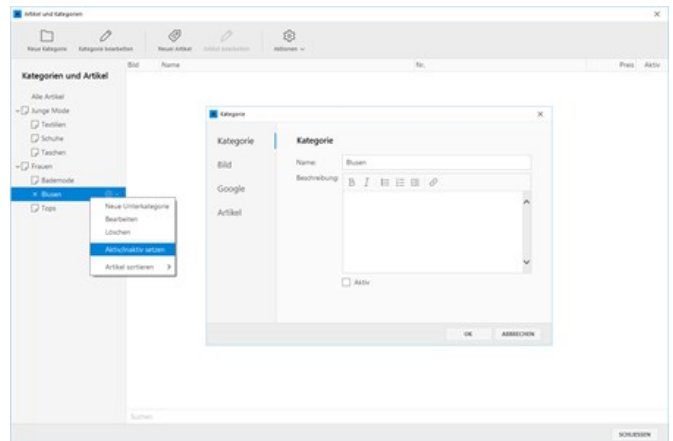 Artikel und Kategorien
Neue Kategorie Kategorie bearbeiten Neuer Artikel Artikel bearbeiten Aktionen
Kategorien und Artikel
Bild Name Nr. Preis Aktiv
Alle Artikel
Junge Mode
Textilien
Schuhe
Taschen
Frauen
Bademode
Blusen
Tops
Neue Unterkategorie
Bearbeiten
Löschen
Aktiv/Inaktiv setzen
Artikel sortieren
Kategorie
Kategorie
Bild
Google
Artikel
Kategorie
Name: Blusen
Beschreibung:
B I
Aktiv
OK ABBRECHEN
Suchen
SCHLIESSEN